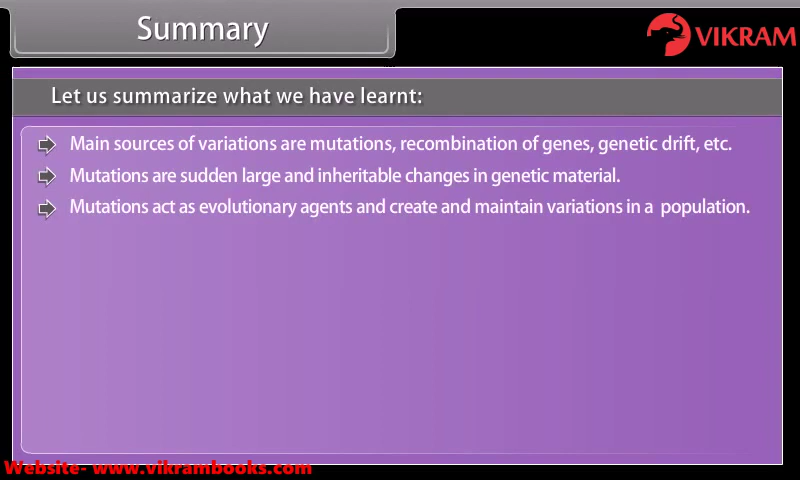 Summary
VIKRAM
Let us summarize what we have learnt:
Main sources of variations are mutations, recombination of genes, genetic drift, etc.
Mutations are sudden large and inheritable changes in genetic material.
Mutations act as evolutionary agents and create and maintain variations in a population.
Website- www.vikrambooks.com